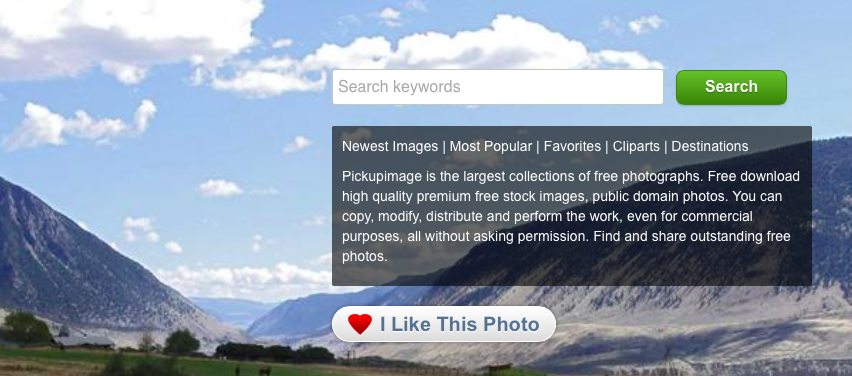 Search keywords
Search
Newest Images | Most Popular | Favorites | Cliparts | Destinations
Pickupimage is the largest collections of free photographs. Free download
high quality premium free stock images, public domain photos. You can
copy, modify, distribute and perform the work, even for commercial
purposes, all without asking permission. Find and share outstanding free
photos.
I Like This Photo